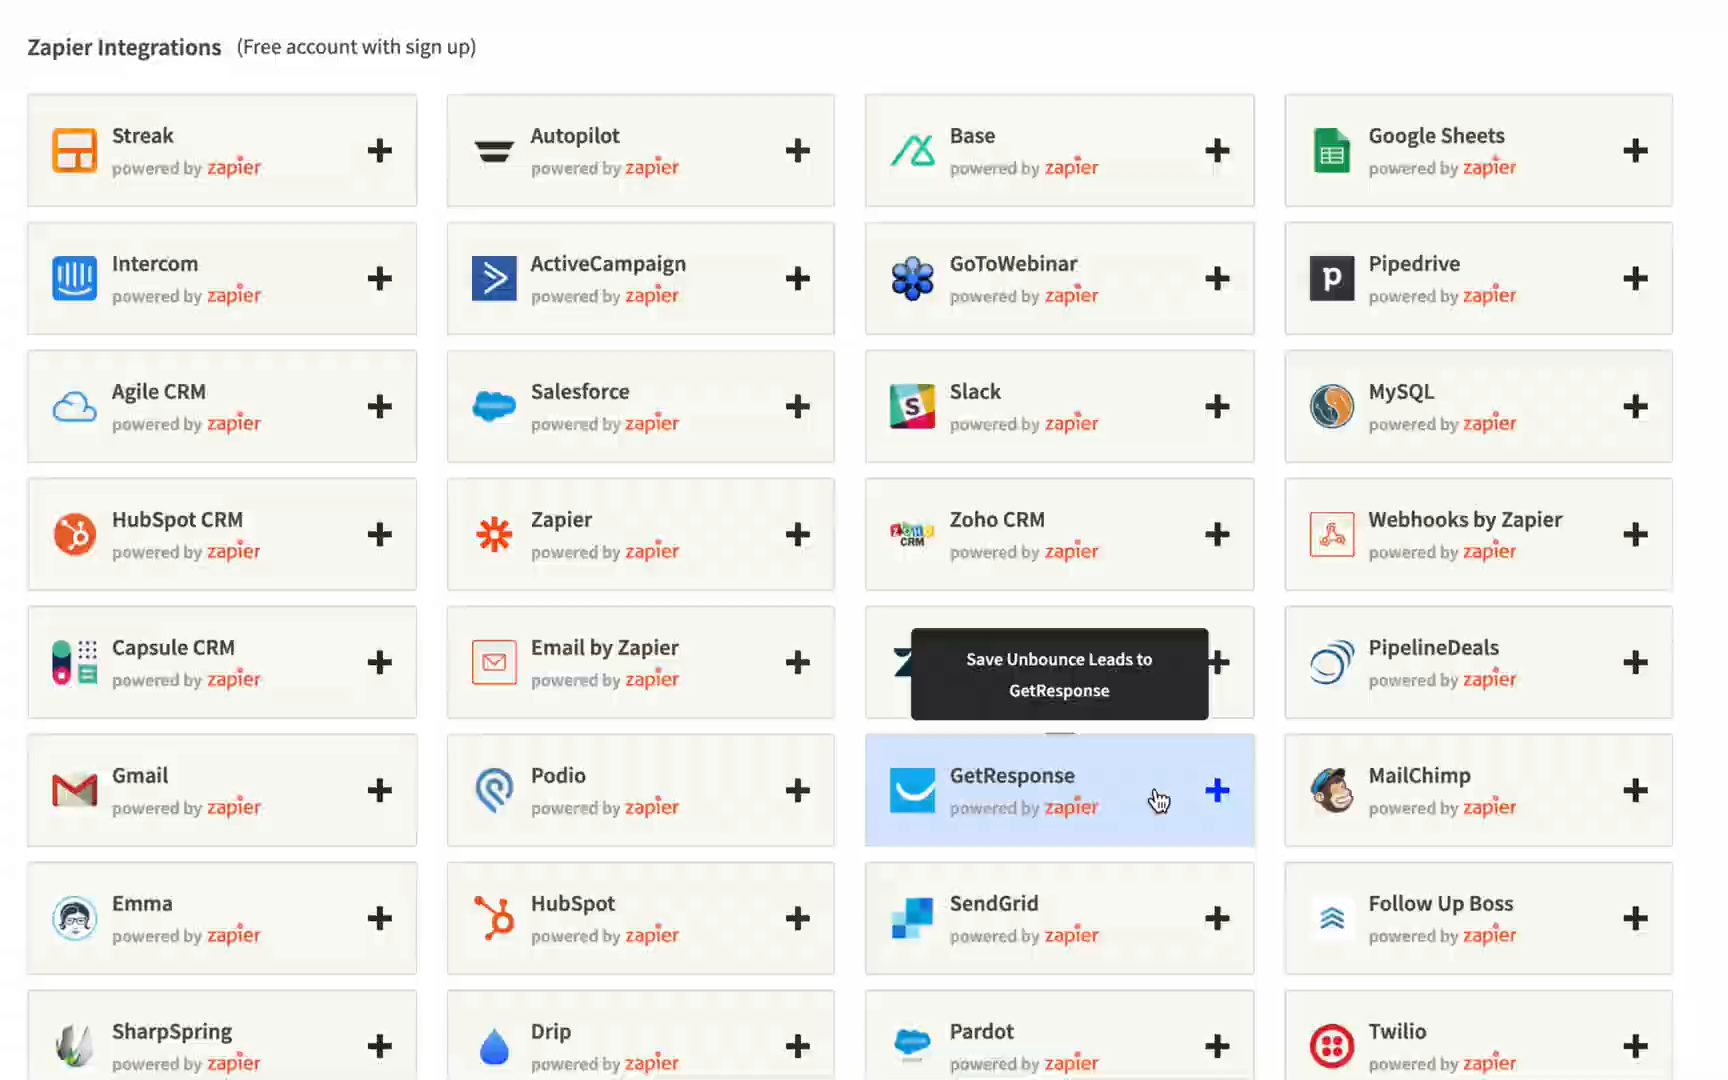 Zapier Integrations (Free account with sign up)
Streak
powered by zapier
Autopilot
powered by zapier
Base
powered by zapier
Google Sheets
powered by zapier
Intercom
powered by zapier
ActiveCampaign
powered by zapier
GoToWebinar
powered by zapier
Pipedrive
powered by zapier
Agile CRM
powered by zapier
Salesforce
powered by zapier
Slack
powered by zapier
MySQL
powered by zapier
HubSpot CRM
powered by zapier
Zapier
powered by zapier
ZOHO
CRM
Zoho CRM
powered by zapier
Webhooks by Zapier
powered by zapier
Capsule CRM
powered by zapier
Email by Zapier
powered by zapier
Save Unbounce Leads to
GetResponse
PipelineDeals
powered by zapier
Gmail
powered by zapier
Podio
powered by zapier
GetResponse
powered by zapier
MailChimp
powered by zapier
Emma
powered by zapier
HubSpot
powered by zapier
SendGrid
powered by zapier
Follow Up Boss
powered by zapier
SharpSpring
powered by zapier
Drip
powered by zapier
Pardot
powered by zapier
Twilio
powered by zapier